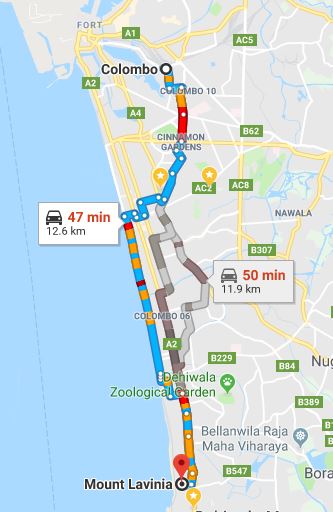 FORT
A1
AC5
Colombo
A2
COLOMBO 10
A4
B62
CINNAMON
GARDENS
AC2
AC8
NAWALA
47 min
12.6 km
B307
50 min
11.9 km
COLOMBO 06
A2
B229
Nug
Dehiwala
Zoological Garden
B389
Bellanwila Raja
Maha Viharaya
B547
Mount Lavinia
Bora